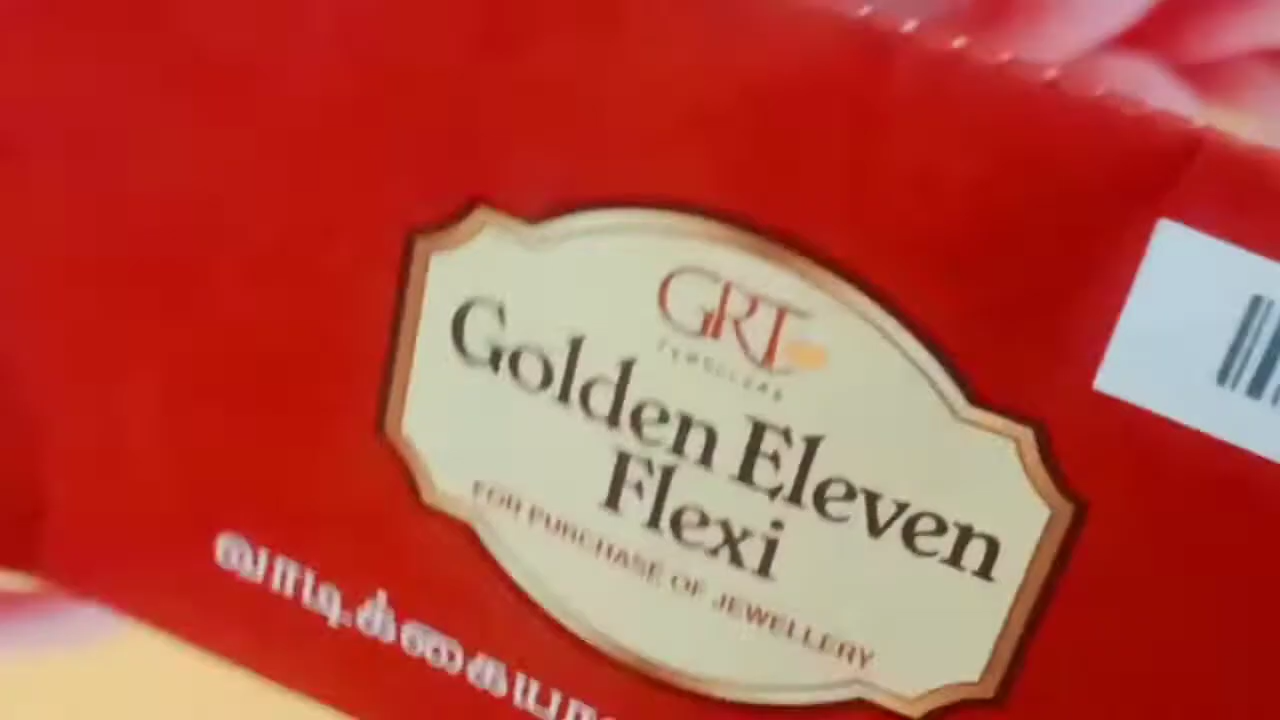 GRT
JEWELLERS
Golden Eleven
Flexi
FOR PURCHASE OF JEWELLERY